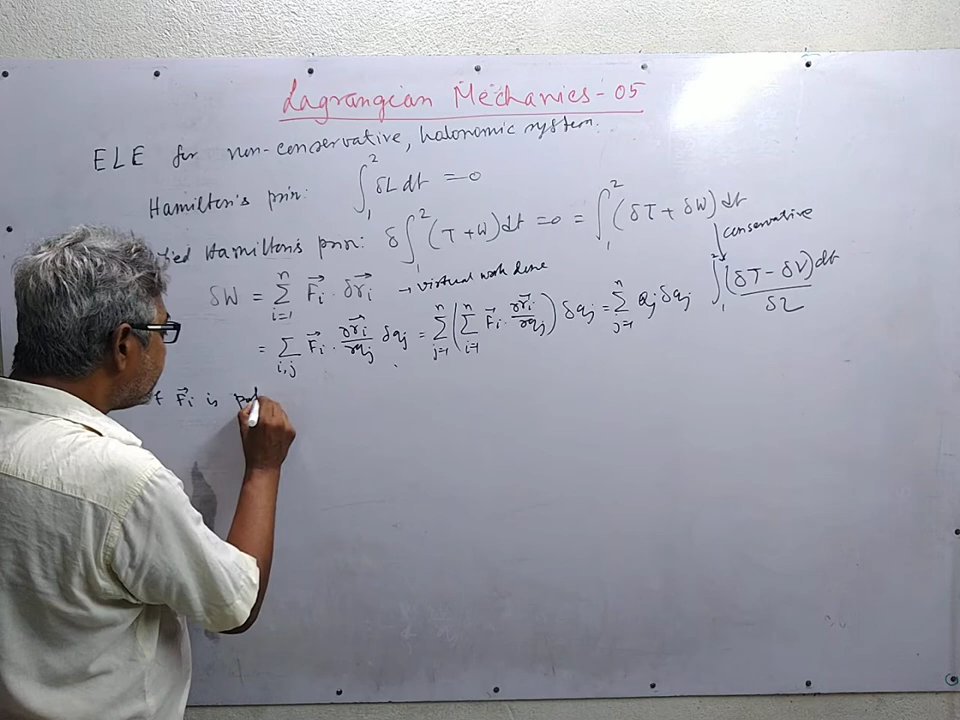 Lagrangian Mechanics - 05
ELE for non-conservative, holonomic system.
Hamilton's prin: ∫₁² δL dt = 0
Hamilton's prin: δ∫₁² (T + W) dt = 0 = ∫₁² (δT + δW) dt
conservative
δW = Σᵢ₌₁ⁿ F⃗ᵢ · δr⃗ᵢ → virtual work done
∫₁² (δT − δV) dt
δL
= Σᵢ,ⱼ F⃗ᵢ · ∂r⃗ᵢ/∂qⱼ δqⱼ = Σⱼ₌₁ⁿ (Σᵢ₌₁ⁿ F⃗ᵢ · ∂r⃗ᵢ/∂qⱼ) δqⱼ = Σⱼ₌₁ⁿ Qⱼ δqⱼ
F⃗ᵢ is